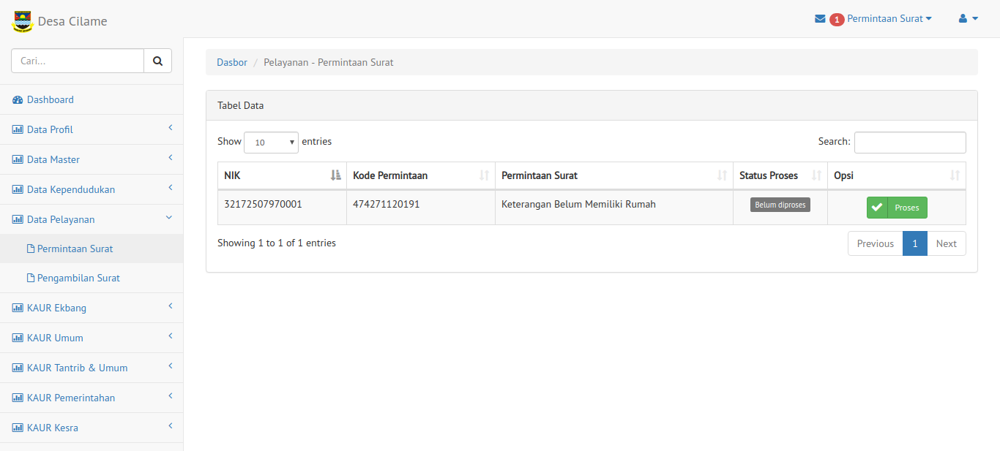 Desa Cilame
1 Permintaan Surat
Cari...
Dashboard
Data Profil
Data Master
Data Kependudukan
Data Pelayanan
Permintaan Surat
Pengambilan Surat
KAUR Ekbang
KAUR Umum
KAUR Tantrib & Umum
KAUR Pemerintahan
KAUR Kesra
Dasbor / Pelayanan - Permintaan Surat
Tabel Data
Show 10 entries Search:
NIK Kode Permintaan Permintaan Surat Status Proses Opsi
32172507970001 474271120191 Keterangan Belum Memiliki Rumah Belum diproses Proses
Showing 1 to 1 of 1 entries Previous 1 Next